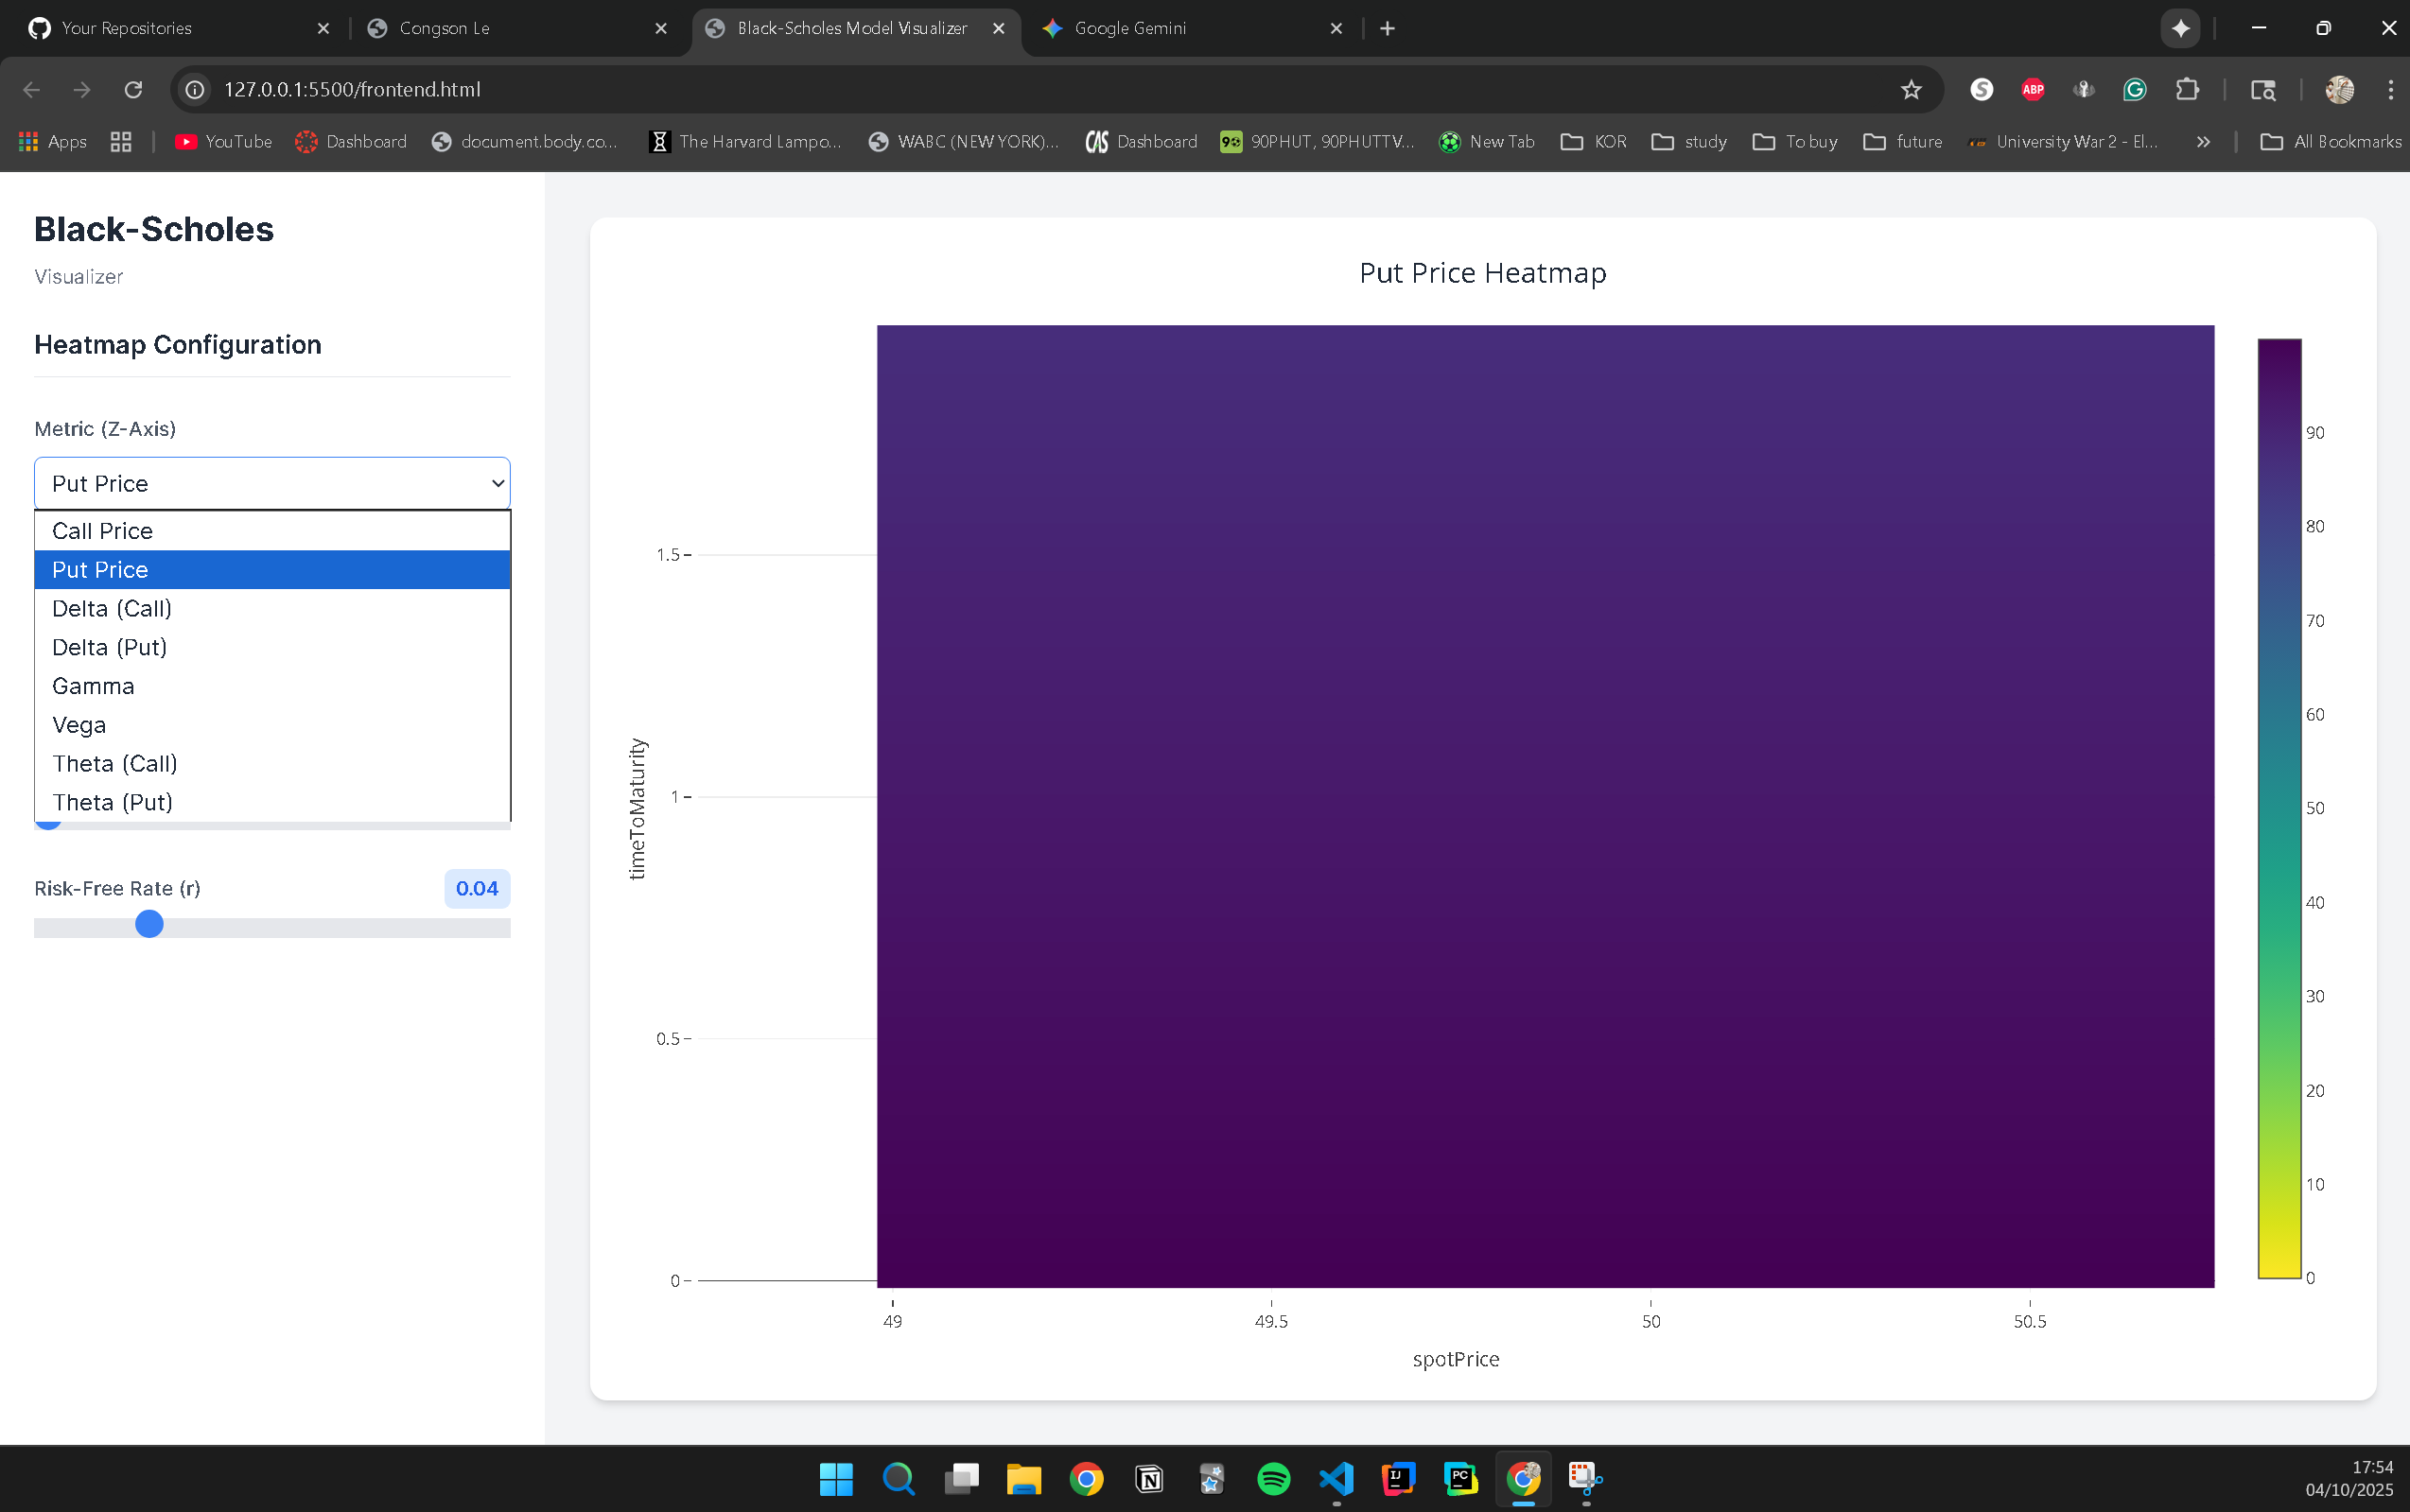 Your Repositories
Congson Le
Black-Scholes Model Visualizer
Google Gemini
127.0.0.1:5500/frontend.html
S
ABP
G
Apps
YouTube
Dashboard
document.body.co...
The Harvard Lampo...
WABC (NEW YORK)...
CAS
Dashboard
90PHUT, 90PHUTTV...
New Tab
KOR
study
To buy
future
University War 2 - El...
All Bookmarks
Black-Scholes
Visualizer
Heatmap Configuration
Metric (Z-Axis)
Put Price
Call Price
Put Price
Delta (Call)
Delta (Put)
Gamma
Vega
Theta (Call)
Theta (Put)
Risk-Free Rate (r)
0.04
Put Price Heatmap
timeToMaturity
1.5
1
0.5
0
49
49.5
50
50.5
spotPrice
90
80
70
60
50
40
30
20
10
0
IJ
PC
17:54
04/10/2025